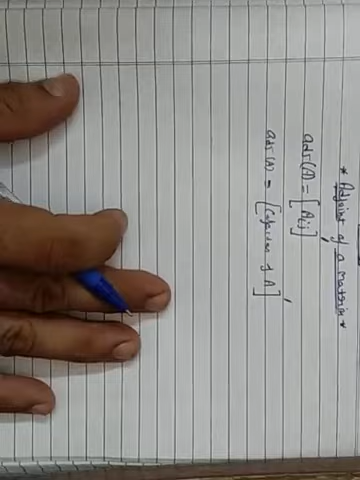 * Adjoint of a matrix *
adj(A) = [Aij]'
adj(A) = [Cofactor of A]'